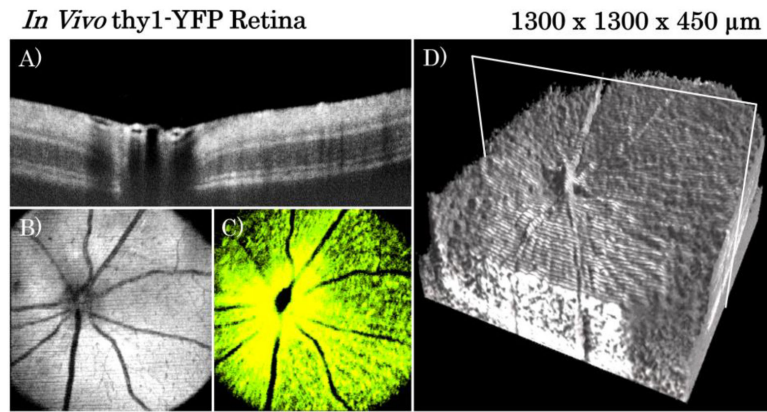 In Vivo thy1-YFP Retina
1300 x 1300 x 450 µm
A)
D)
B)
C)